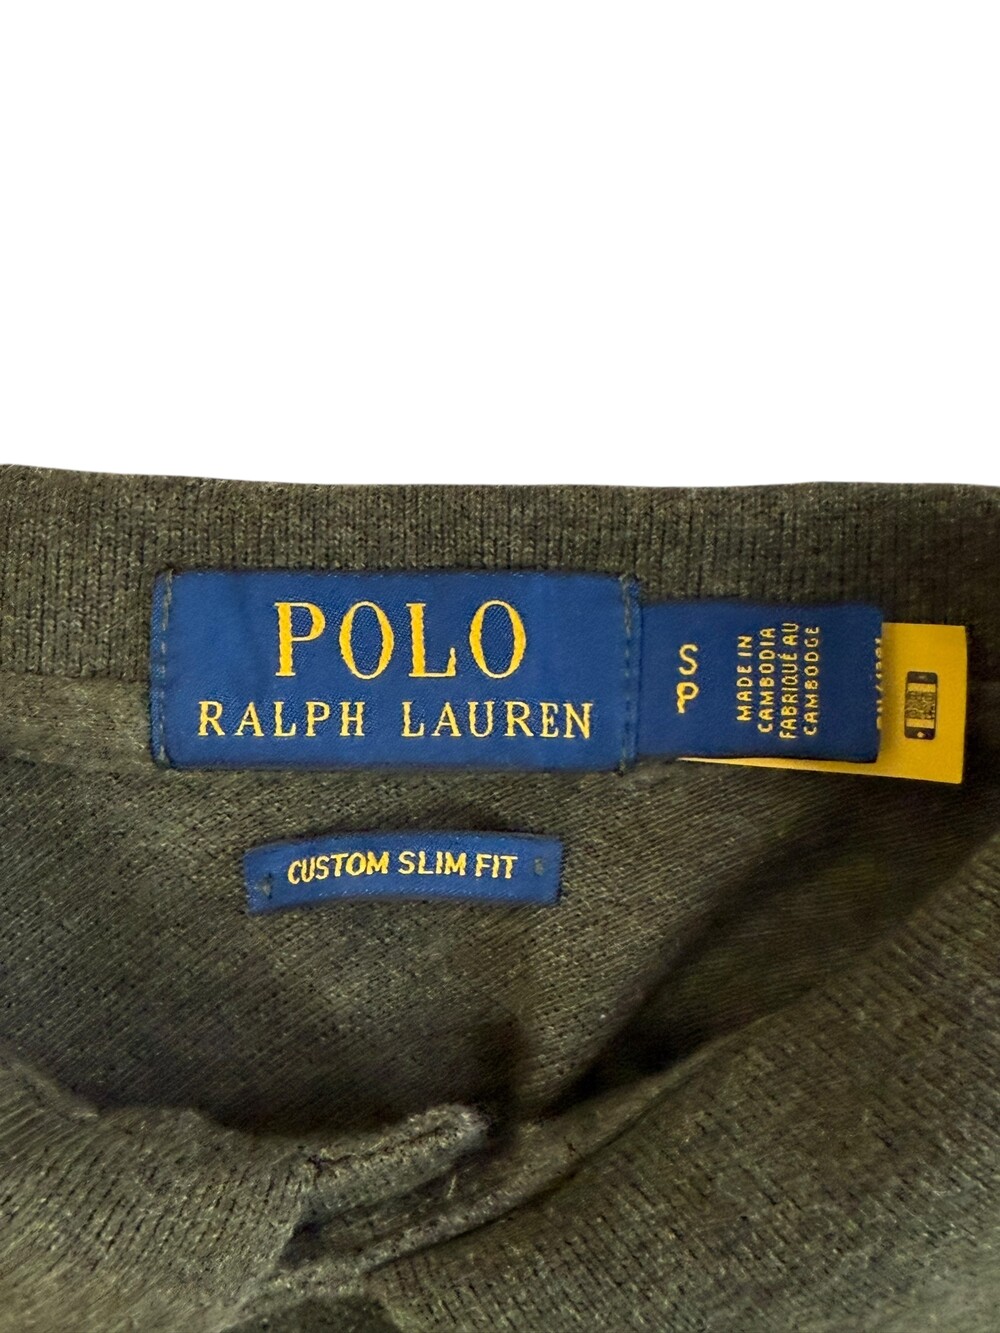 POLO
RALPH LAUREN
S
P
MADE IN
CAMBODIA
FABRIQUÉ AU
CAMBODGE
CUSTOM SLIM FIT